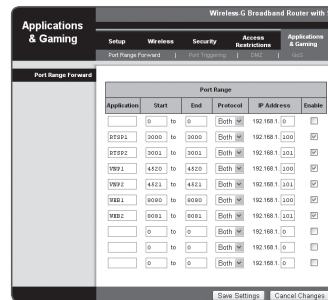 Wireless-G Broadband Router with
Applications
& Gaming
Setup Wireless Security Access Restrictions Applications & Gaming
Port Range Forward | Port Triggering | DMZ | QoS
Port Range Forward
Port Range
Application Start End Protocol IP Address Enable
0 to 0 Both 192.168.1. 0
RTSP1 3000 to 3000 Both 192.168.1. 100
RTSP2 3001 to 3001 Both 192.168.1. 101
VNP1 4520 to 4520 Both 192.168.1. 100
VNP2 4521 to 4521 Both 192.168.1. 101
WEB1 8080 to 8080 Both 192.168.1. 100
WEB2 8081 to 8081 Both 192.168.1. 101
0 to 0 Both 192.168.1. 0
0 to 0 Both 192.168.1. 0
0 to 0 Both 192.168.1. 0
Save Settings Cancel Changes